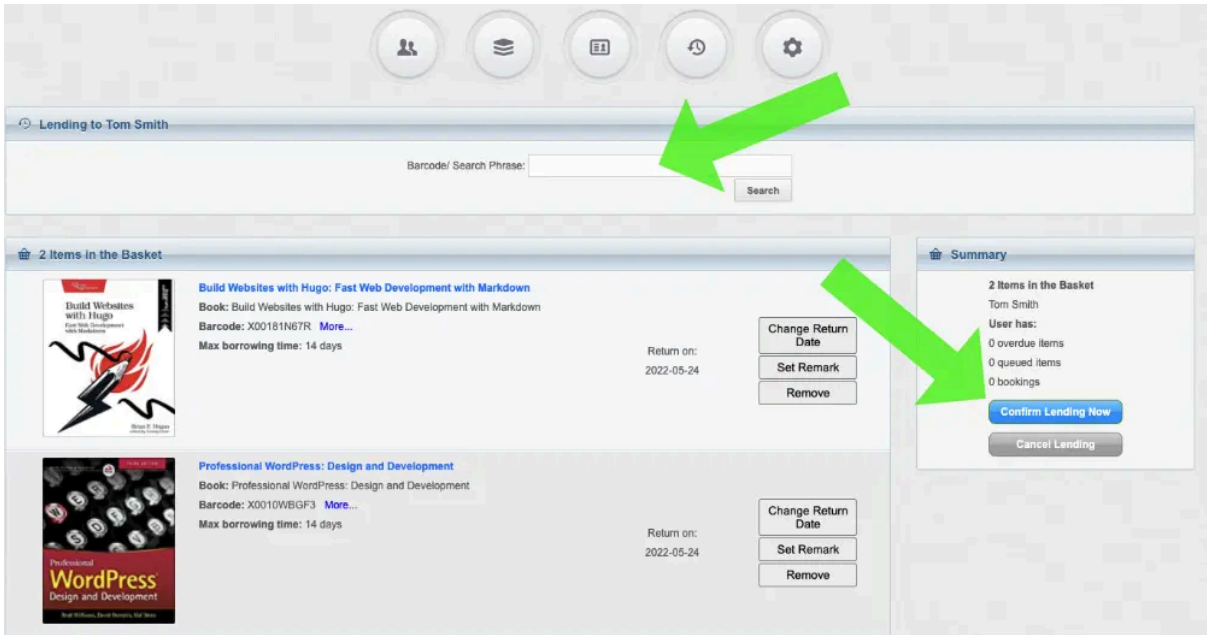 Lending to Tom Smith
Barcode/ Search Phrase:
Search
2 Items in the Basket
Build Websites with Hugo: Fast Web Development with Markdown
Book: Build Websites with Hugo: Fast Web Development with Markdown
Barcode: X00181N67R More...
Max borrowing time: 14 days
Return on:
2022-05-24
Change Return
Date
Set Remark
Remove
Build Websites
with Hugo
Fast Web Development
with Markdown
Brian P. Hogan
Professional WordPress: Design and Development
Book: Professional WordPress: Design and Development
Barcode: X0010WBGF3 More...
Max borrowing time: 14 days
Return on:
2022-05-24
Change Return
Date
Set Remark
Remove
Professional
WordPress
Design and Development
Summary
2 Items in the Basket
Tom Smith
User has:
0 overdue items
0 queued items
0 bookings
Confirm Lending Now
Cancel Lending